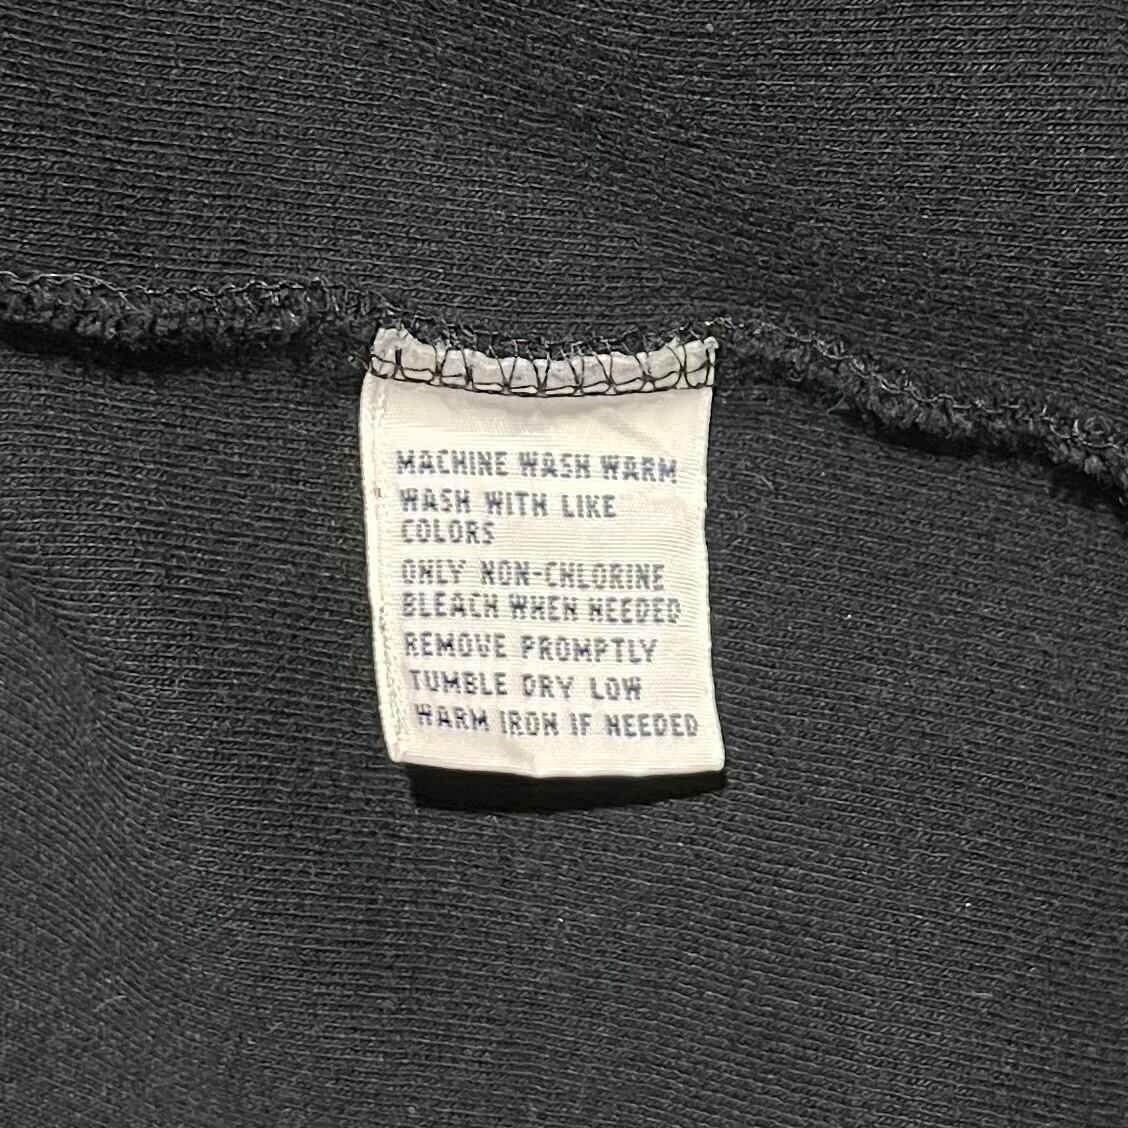 MACHINE WASH WARM
WASH WITH LIKE
COLORS
ONLY NON-CHLORINE
BLEACH WHEN NEEDED
REMOVE PROMPTLY
TUMBLE DRY LOW
WARM IRON IF NEEDED